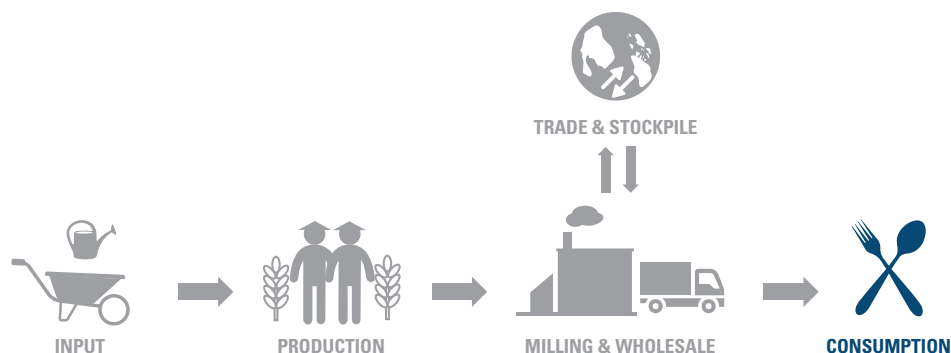 TRADE & STOCKPILE
INPUT
PRODUCTION
MILLING & WHOLESALE
CONSUMPTION